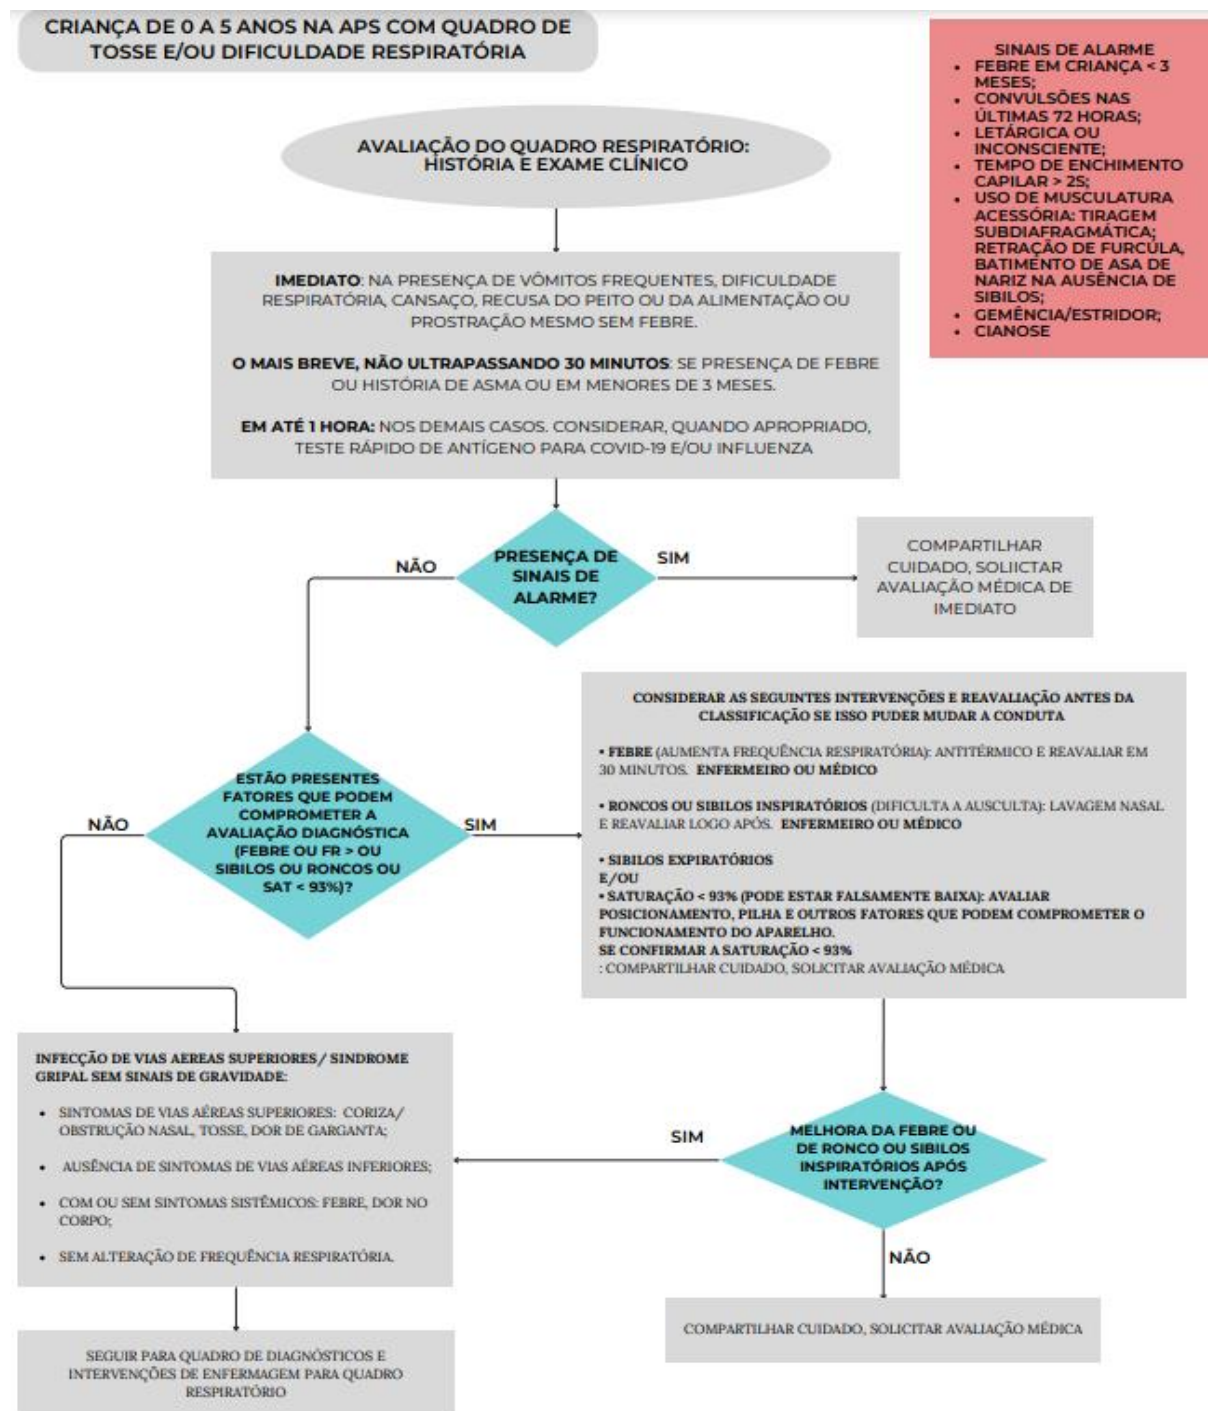 CRIANÇA DE 0 A 5 ANOS NA APS COM QUADRO DE
TOSSE E/OU DIFICULDADE RESPIRATÓRIA
SINAIS DE ALARME
• FEBRE EM CRIANÇA < 3
MESES;
• CONVULSÕES NAS
ÚLTIMAS 72 HORAS;
• LETÁRGICA OU
INCONSCIENTE;
• TEMPO DE ENCHIMENTO
CAPILAR > 2S;
• USO DE MUSCULATURA
ACESSÓRIA: TIRAGEM
SUBDIAFRAGMÁTICA;
RETRAÇÃO DE FURCÚLA,
BATIMENTO DE ASA DE
NARIZ NA AUSÊNCIA DE
SIBILOS;
• GEMÊNCIA/ESTRIDOR;
• CIANOSE
AVALIAÇÃO DO QUADRO RESPIRATÓRIO:
HISTÓRIA E EXAME CLÍNICO
IMEDIATO: NA PRESENÇA DE VÔMITOS FREQUENTES, DIFICULDADE
RESPIRATÓRIA, CANSAÇO, RECUSA DO PEITO OU DA ALIMENTAÇÃO OU
PROSTRAÇÃO MESMO SEM FEBRE.
O MAIS BREVE, NÃO ULTRAPASSANDO 30 MINUTOS: SE PRESENÇA DE FEBRE
OU HISTÓRIA DE ASMA OU EM MENORES DE 3 MESES.
EM ATÉ 1 HORA: NOS DEMAIS CASOS. CONSIDERAR, QUANDO APROPRIADO,
TESTE RÁPIDO DE ANTÍGENO PARA COVID-19 E/OU INFLUENZA
PRESENÇA DE
SINAIS DE
ALARME?
NÃO
SIM
COMPARTILHAR
CUIDADO, SOLIICTAR
AVALIAÇÃO MÉDICA DE
IMEDIATO
ESTÃO PRESENTES
FATORES QUE PODEM
COMPROMETER A
AVALIAÇÃO DIAGNÓSTICA
(FEBRE OU FR > OU
SIBILOS OU RONCOS OU
SAT < 93%)?
NÃO
SIM
CONSIDERAR AS SEGUINTES INTERVENÇÕES E REAVALIAÇÃO ANTES DA
CLASSIFICAÇÃO SE ISSO PUDER MUDAR A CONDUTA
• FEBRE (AUMENTA FREQUÊNCIA RESPIRATÓRIA): ANTITÉRMICO E REAVALIAR EM
30 MINUTOS. ENFERMEIRO OU MÉDICO
• RONCOS OU SIBILOS INSPIRATÓRIOS (DIFICULTA A AUSCULTA): LAVAGEM NASAL
E REAVALIAR LOGO APÓS. ENFERMEIRO OU MÉDICO
• SIBILOS EXPIRATÓRIOS
E/OU
• SATURAÇÃO < 93% (PODE ESTAR FALSAMENTE BAIXA): AVALIAR
POSICIONAMENTO, PILHA E OUTROS FATORES QUE PODEM COMPROMETER O
FUNCIONAMENTO DO APARELHO.
SE CONFIRMAR A SATURAÇÃO < 93%
: COMPARTILHAR CUIDADO, SOLICITAR AVALIAÇÃO MÉDICA
INFECÇÃO DE VIAS AEREAS SUPERIORES/ SINDROME
GRIPAL SEM SINAIS DE GRAVIDADE:
• SINTOMAS DE VIAS AÉREAS SUPERIORES: CORIZA/
OBSTRUÇÃO NASAL, TOSSE, DOR DE GARGANTA;
• AUSÊNCIA DE SINTOMAS DE VIAS AÉREAS INFERIORES;
• COM OU SEM SINTOMAS SISTÊMICOS: FEBRE, DOR NO
CORPO;
• SEM ALTERAÇÃO DE FREQUÊNCIA RESPIRATÓRIA.
MELHORA DA FEBRE OU
DE RONCO OU SIBILOS
INSPIRATÓRIOS APÓS
INTERVENÇÃO?
SIM
NÃO
COMPARTILHAR CUIDADO, SOLICITAR AVALIAÇÃO MÉDICA
SEGUIR PARA QUADRO DE DIAGNÓSTICOS E
INTERVENÇÕES DE ENFERMAGEM PARA QUADRO
RESPIRATÓRIO